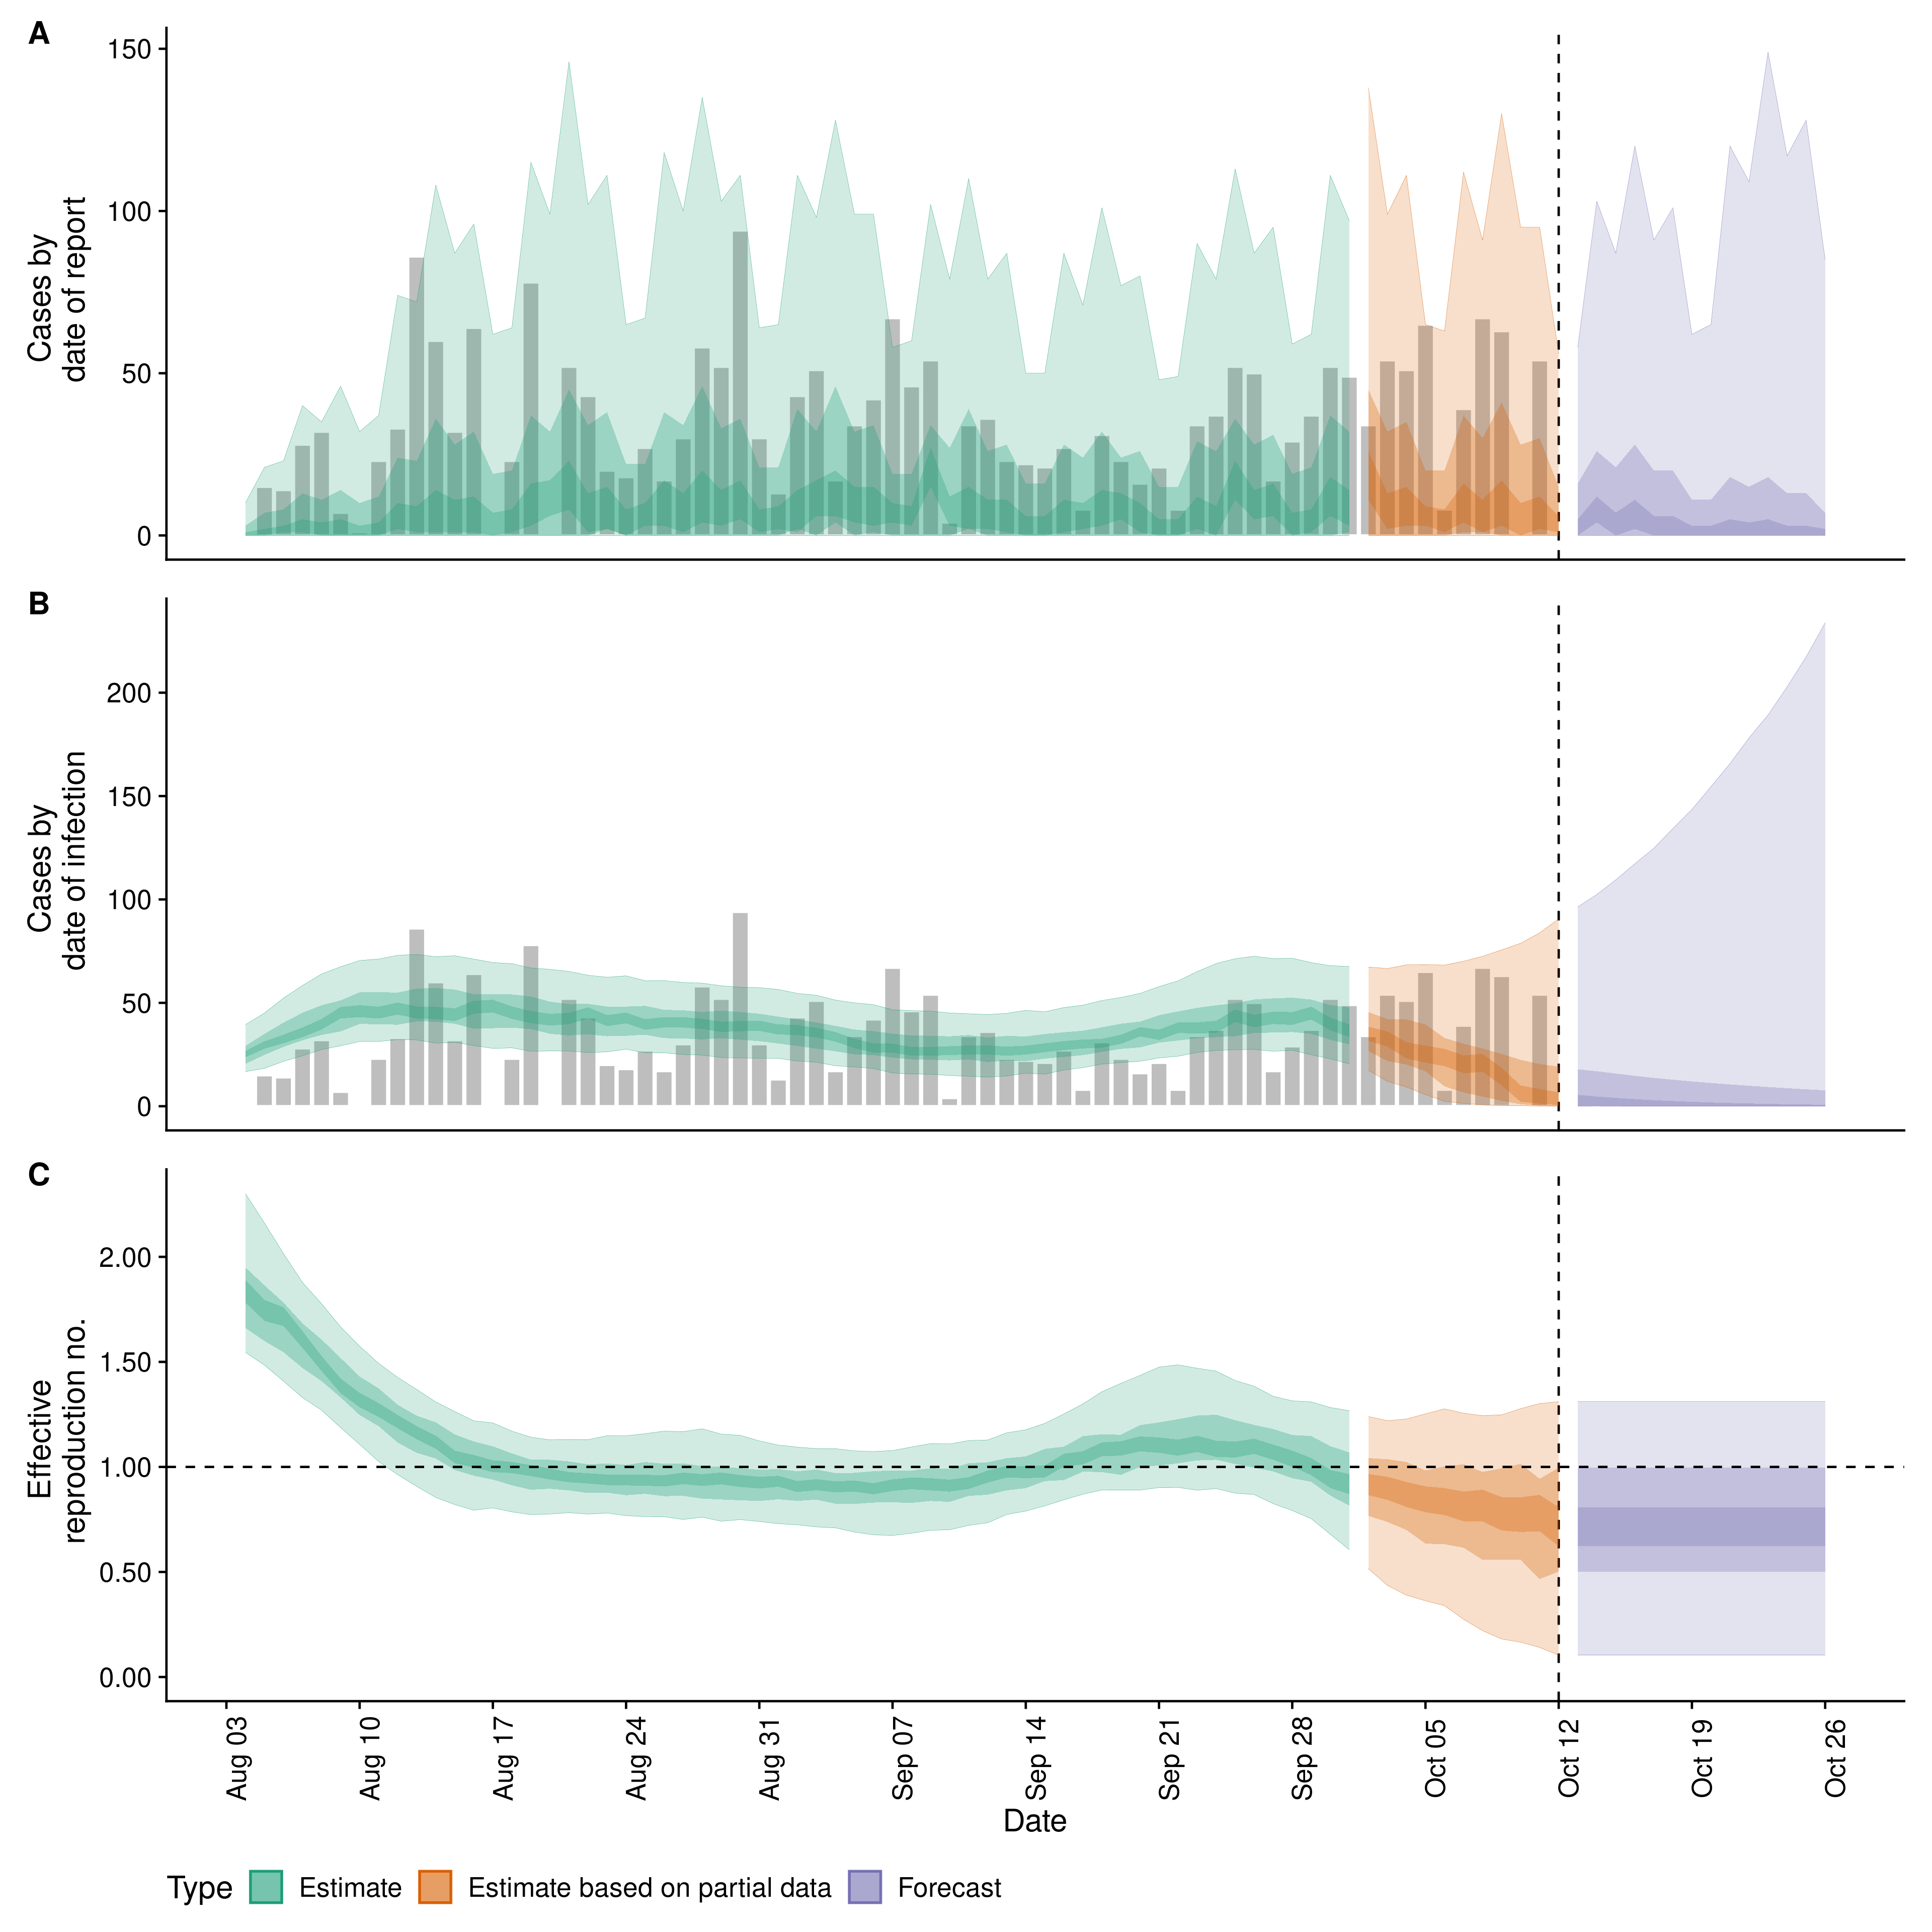 A
150
100
50
0
Cases by
date of report
B
200
150
100
50
0
Cases by
date of infection
C
2.00
1.50
1.00
0.50
0.00
Effective
reproduction no.
Aug 03
Aug 10
Aug 17
Aug 24
Aug 31
Sep 07
Sep 14
Sep 21
Sep 28
Oct 05
Oct 12
Oct 19
Oct 26
Date
Type Estimate Estimate based on partial data Forecast